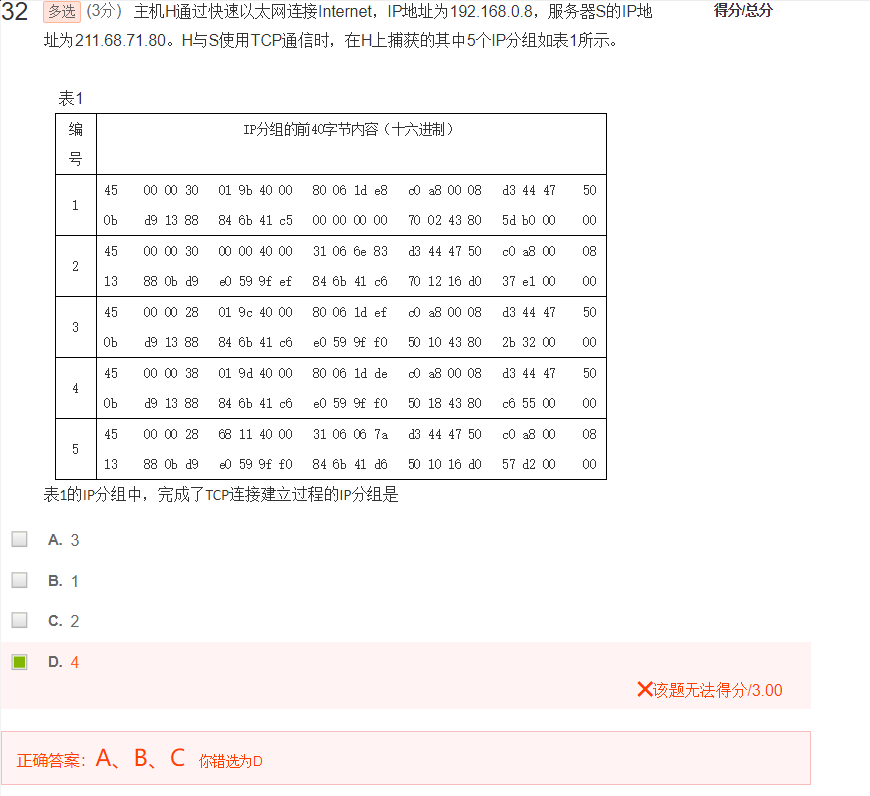 32 多选 (3分) 主机H通过快速以太网连接Internet，IP地址为192.168.0.8，服务器S的IP地 得分/总分
址为211.68.71.80。H与S使用TCP通信时，在H上捕获的其中5个IP分组如表1所示。
表1
编号 IP分组的前40字节内容（十六进制）
1 45 00 00 30 01 9b 40 00 80 06 1d e8 c0 a8 00 08 d3 44 47 50
0b d9 13 88 84 6b 41 c5 00 00 00 00 70 02 43 80 5d b0 00 00
2 45 00 00 30 00 00 40 00 31 06 6e 83 d3 44 47 50 c0 a8 00 08
13 88 0b d9 e0 59 9f ef 84 6b 41 c6 70 12 16 d0 37 e1 00 00
3 45 00 00 28 01 9c 40 00 80 06 1d ef c0 a8 00 08 d3 44 47 50
0b d9 13 88 84 6b 41 c6 e0 59 9f f0 50 10 43 80 2b 32 00 00
4 45 00 00 38 01 9d 40 00 80 06 1d de c0 a8 00 08 d3 44 47 50
0b d9 13 88 84 6b 41 c6 e0 59 9f f0 50 18 43 80 c6 55 00 00
5 45 00 00 28 68 11 40 00 31 06 06 7a d3 44 47 50 c0 a8 00 08
13 88 0b d9 e0 59 9f f0 84 6b 41 d6 50 10 16 d0 57 d2 00 00
表1的IP分组中，完成了TCP连接建立过程的IP分组是
A. 3
B. 1
C. 2
D. 4
该题无法得分/3.00
正确答案：A、B、C 你错选为D